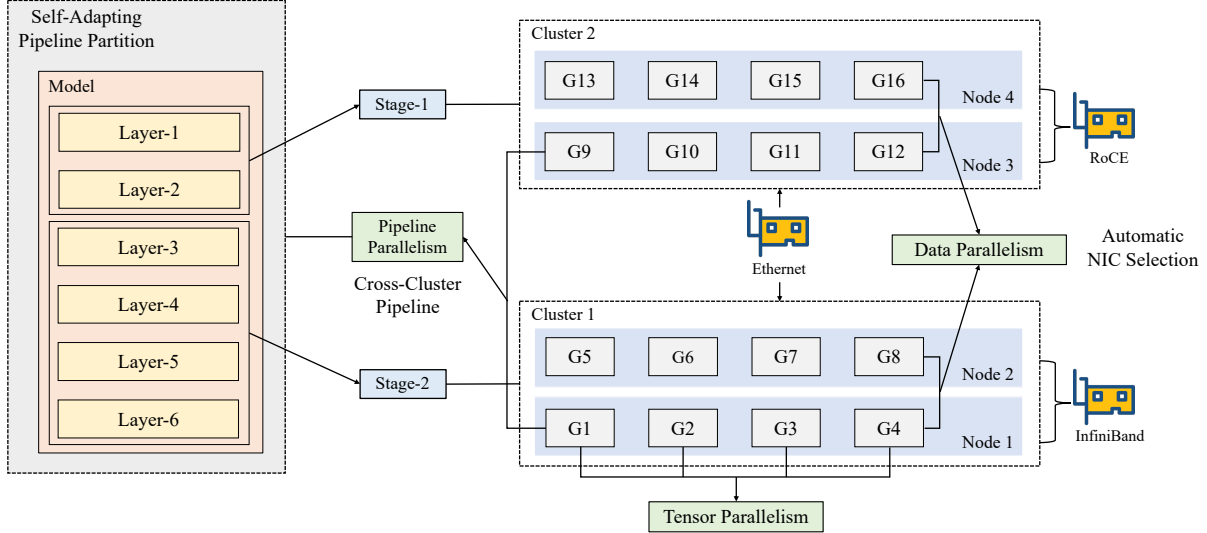 Self-Adapting
Pipeline Partition
Model
Layer-1
Layer-2
Layer-3
Layer-4
Layer-5
Layer-6
Stage-1
Pipeline
Parallelism
Cross-Cluster
Pipeline
Stage-2
Cluster 2
G13
G14
G15
G16
Node 4
G9
G10
G11
G12
Node 3
RoCE
Ethernet
Data Parallelism
Automatic
NIC Selection
Cluster 1
G5
G6
G7
G8
Node 2
G1
G2
G3
G4
Node 1
InfiniBand
Tensor Parallelism